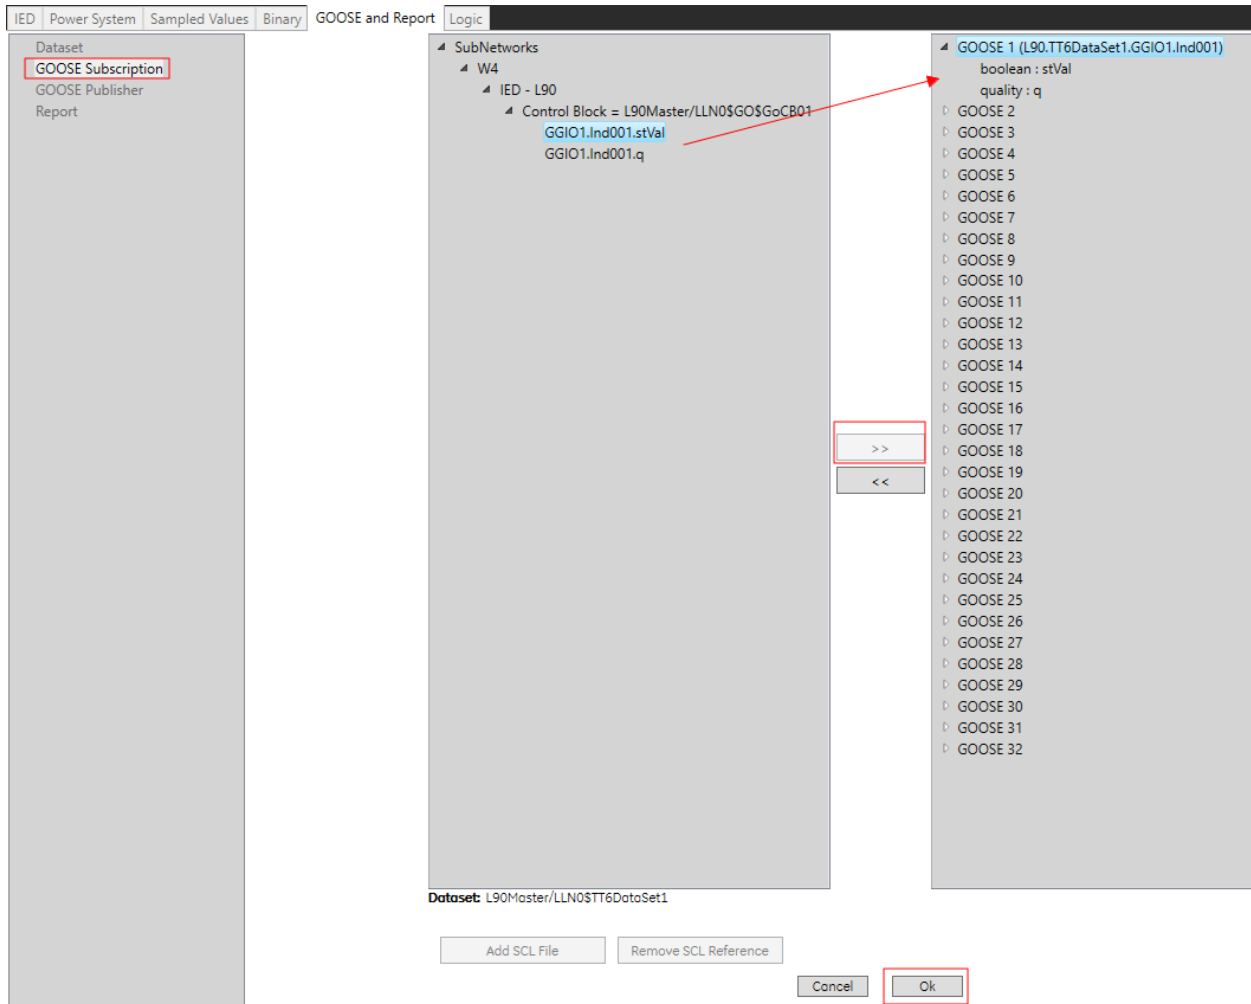 IED Power System Sampled Values Binary GOOSE and Report Logic
Dataset
GOOSE Subscription
GOOSE Publisher
Report
SubNetworks
W4
IED - L90
Control Block = L90Master/LLN0$GO$GoCB01
GGIO1.Ind001.stVal
GGIO1.Ind001.q
>>
<<
GOOSE 1 (L90.TT6DataSet1.GGIO1.Ind001)
boolean : stVal
quality : q
GOOSE 2
GOOSE 3
GOOSE 4
GOOSE 5
GOOSE 6
GOOSE 7
GOOSE 8
GOOSE 9
GOOSE 10
GOOSE 11
GOOSE 12
GOOSE 13
GOOSE 14
GOOSE 15
GOOSE 16
GOOSE 17
GOOSE 18
GOOSE 19
GOOSE 20
GOOSE 21
GOOSE 22
GOOSE 23
GOOSE 24
GOOSE 25
GOOSE 26
GOOSE 27
GOOSE 28
GOOSE 29
GOOSE 30
GOOSE 31
GOOSE 32
Dataset: L90Master/LLN0$TT6DataSet1
Add SCL File Remove SCL Reference
Cancel Ok